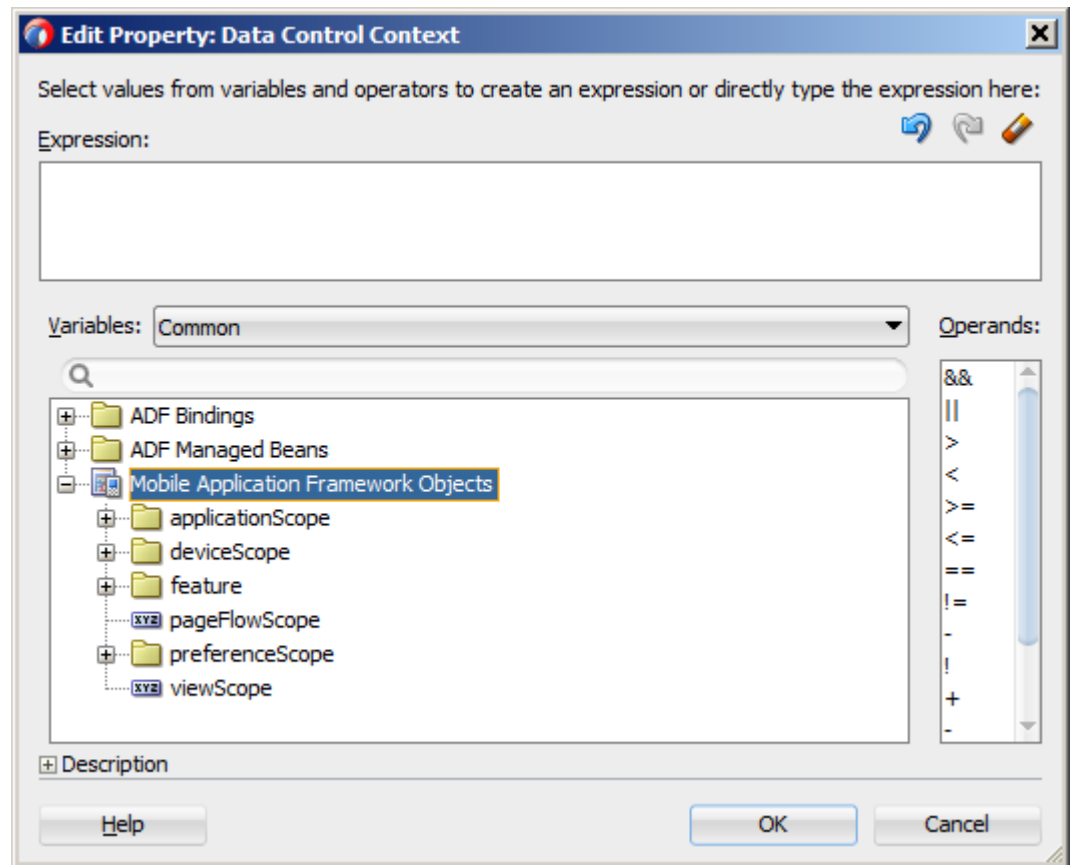 Edit Property: Data Control Context
Select values from variables and operators to create an expression or directly type the expression here:
Expression:
Variables: Common
Operands:
ADF Bindings
ADF Managed Beans
Mobile Application Framework Objects
applicationScope
deviceScope
feature
xyz pageFlowScope
preferenceScope
xyz viewScope
&&
||
>
<
>=
<=
==
!=
-
!
+
-
Description
Help
OK
Cancel